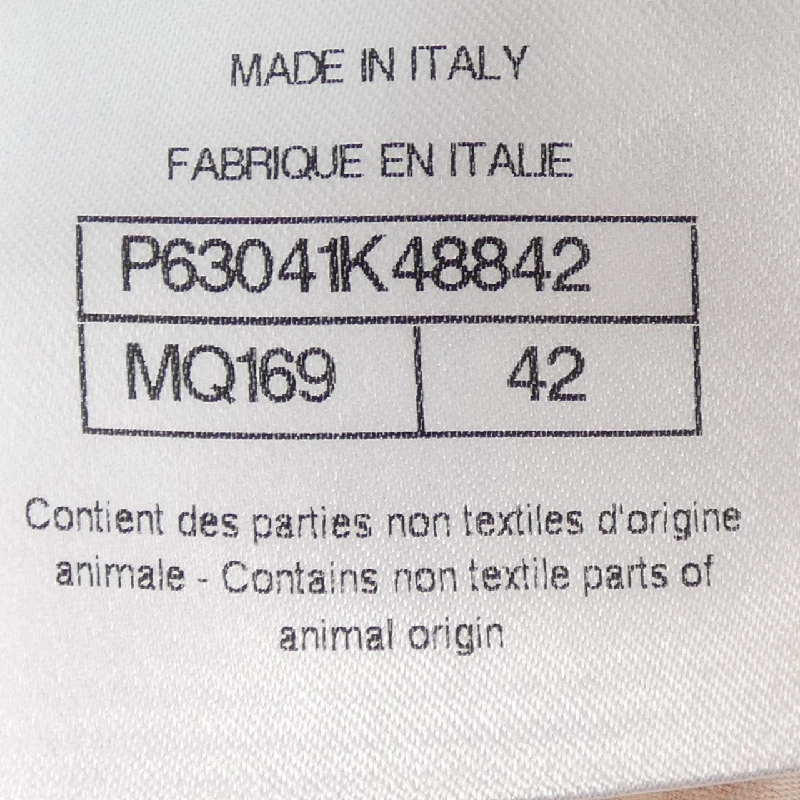 MADE IN ITALY
FABRIQUE EN ITALIE
P63041K48842
MQ169 42
Contient des parties non textiles d'origine
animale - Contains non textile parts of
animal origin